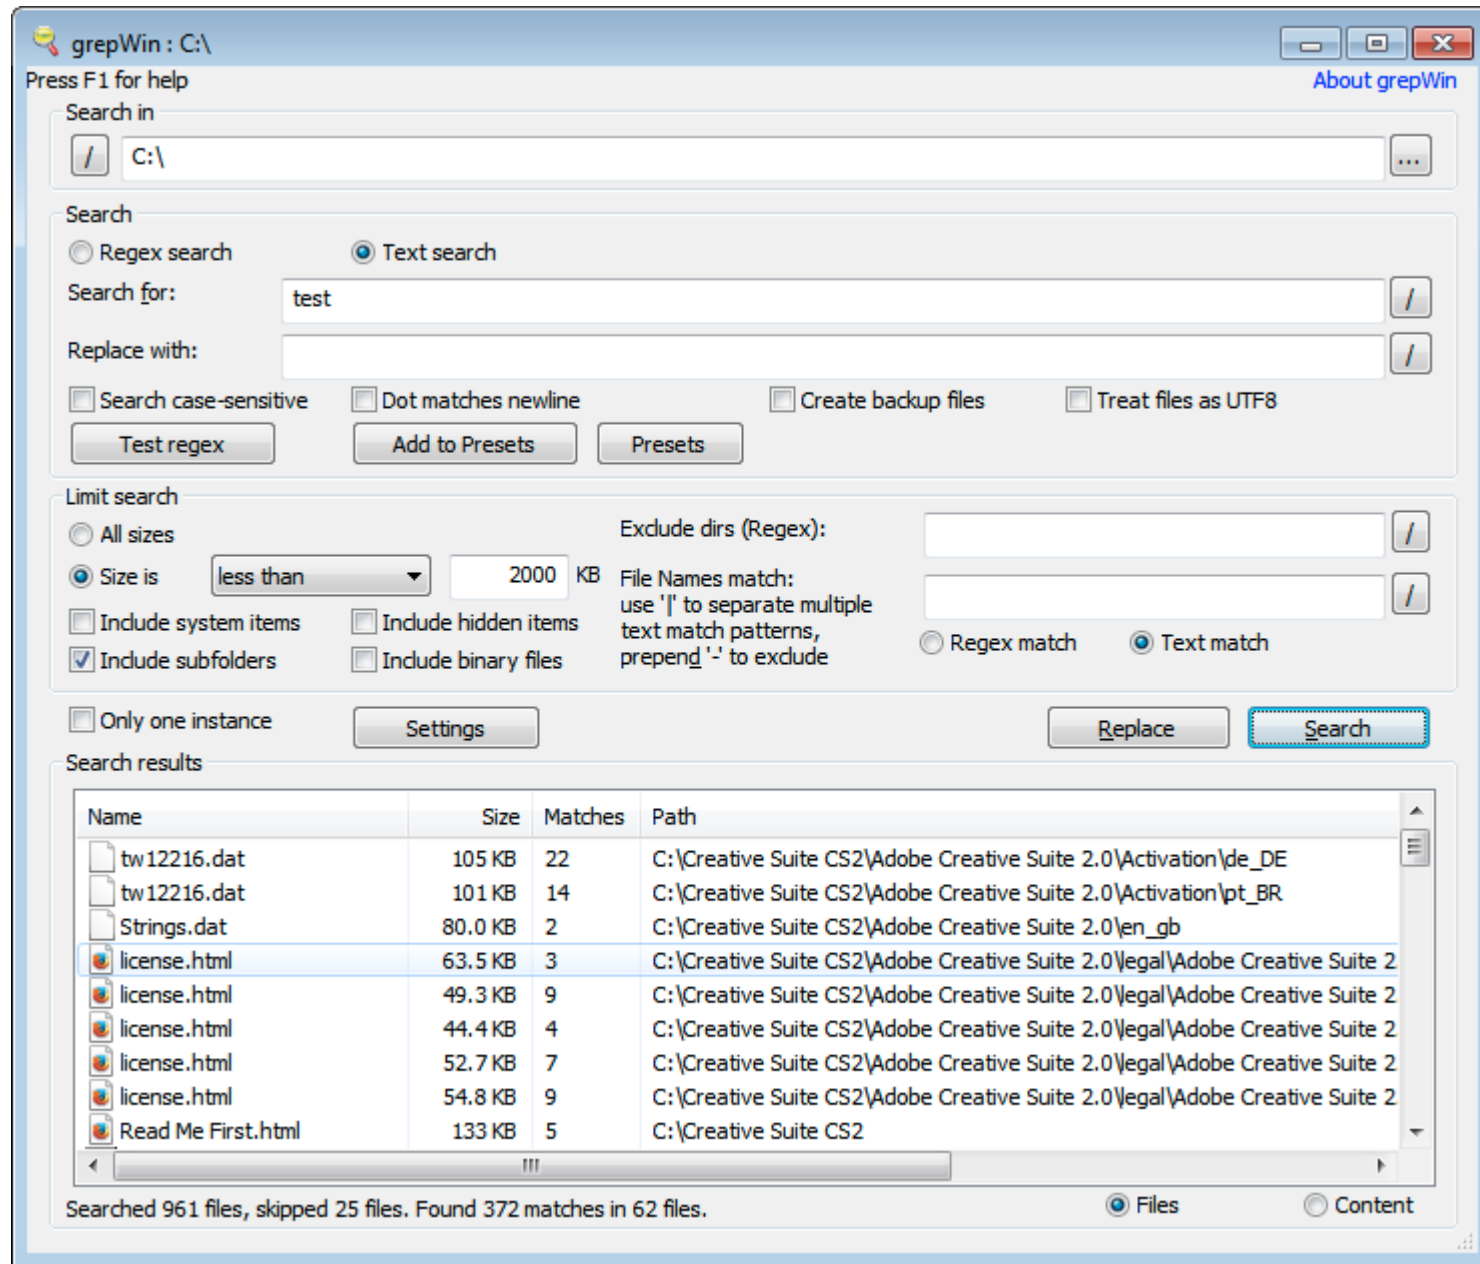 grepWin : C:\
Press F1 for help
About grepWin
Search in
/ C:\ ...
Search
Regex search Text search
Search for: test /
Replace with: /
Search case-sensitive Dot matches newline Create backup files Treat files as UTF8
Test regex Add to Presets Presets
Limit search
All sizes
Exclude dirs (Regex): /
Size is less than 2000 KB
File Names match: /
use '|' to separate multiple
text match patterns,
prepend '-' to exclude
Include system items Include hidden items
Regex match Text match
Include subfolders Include binary files
Only one instance Settings Replace Search
Search results
Name Size Matches Path
tw12216.dat 105 KB 22 C:\Creative Suite CS2\Adobe Creative Suite 2.0\Activation\de_DE
tw12216.dat 101 KB 14 C:\Creative Suite CS2\Adobe Creative Suite 2.0\Activation\pt_BR
Strings.dat 80.0 KB 2 C:\Creative Suite CS2\Adobe Creative Suite 2.0\en_gb
license.html 63.5 KB 3 C:\Creative Suite CS2\Adobe Creative Suite 2.0\legal\Adobe Creative Suite 2.
license.html 49.3 KB 9 C:\Creative Suite CS2\Adobe Creative Suite 2.0\legal\Adobe Creative Suite 2.
license.html 44.4 KB 4 C:\Creative Suite CS2\Adobe Creative Suite 2.0\legal\Adobe Creative Suite 2.
license.html 52.7 KB 7 C:\Creative Suite CS2\Adobe Creative Suite 2.0\legal\Adobe Creative Suite 2.
license.html 54.8 KB 9 C:\Creative Suite CS2\Adobe Creative Suite 2.0\legal\Adobe Creative Suite 2.
Read Me First.html 133 KB 5 C:\Creative Suite CS2
Searched 961 files, skipped 25 files. Found 372 matches in 62 files.
Files Content